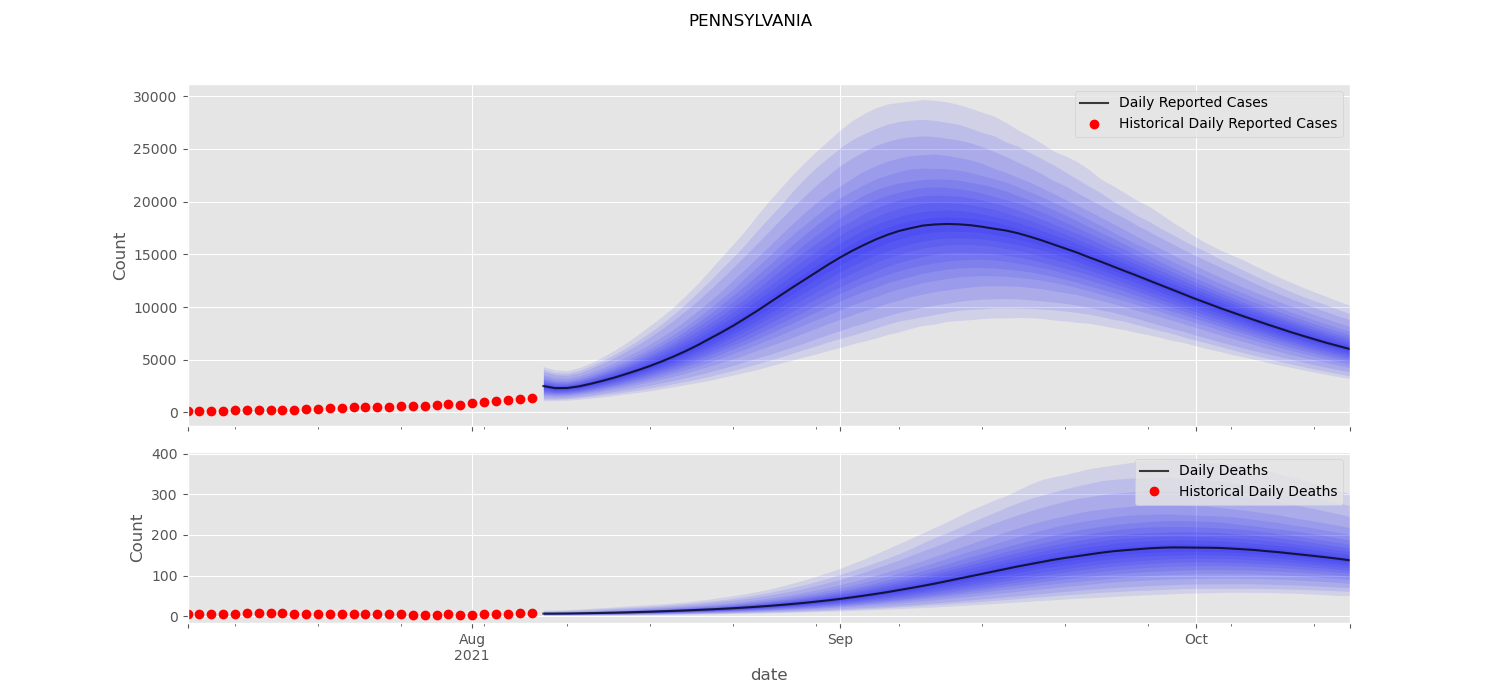 PENNSYLVANIA
30000
25000
20000
15000
10000
5000
0
Count
Daily Reported Cases
Historical Daily Reported Cases
400
300
200
100
0
Count
Daily Deaths
Historical Daily Deaths
Aug
2021
Sep
Oct
date